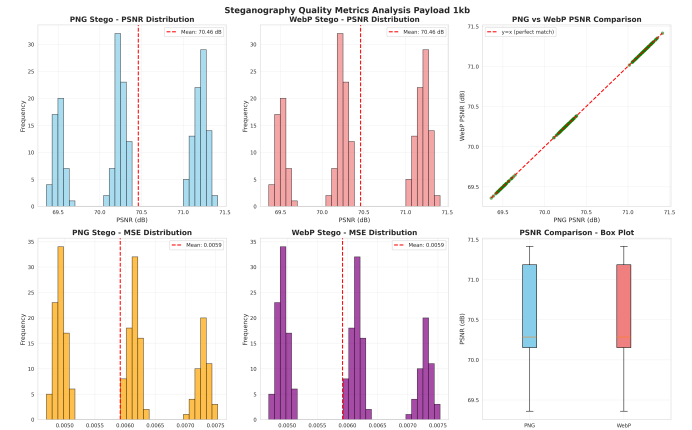 Steganography Quality Metrics Analysis Payload 1kb
PNG Stego - PSNR Distribution
Mean: 70.46 dB
Frequency
30
25
20
15
10
5
0
69.5 70.0 70.5 71.0 71.5
PSNR (dB)
WebP Stego - PSNR Distribution
Mean: 70.46 dB
Frequency
30
25
20
15
10
5
0
69.5 70.0 70.5 71.0 71.5
PSNR (dB)
PNG vs WebP PSNR Comparison
y=x (perfect match)
WebP PSNR (dB)
71.5
71.0
70.5
70.0
69.5
69.5 70.0 70.5 71.0 71.5
PNG PSNR (dB)
PNG Stego - MSE Distribution
Mean: 0.0059
Frequency
35
30
25
20
15
10
5
0
0.0050 0.0055 0.0060 0.0065 0.0070 0.0075
WebP Stego - MSE Distribution
Mean: 0.0059
Frequency
35
30
25
20
15
10
5
0
0.0050 0.0055 0.0060 0.0065 0.0070 0.0075
PSNR Comparison - Box Plot
PSNR (dB)
71.5
71.0
70.5
70.0
69.5
PNG WebP